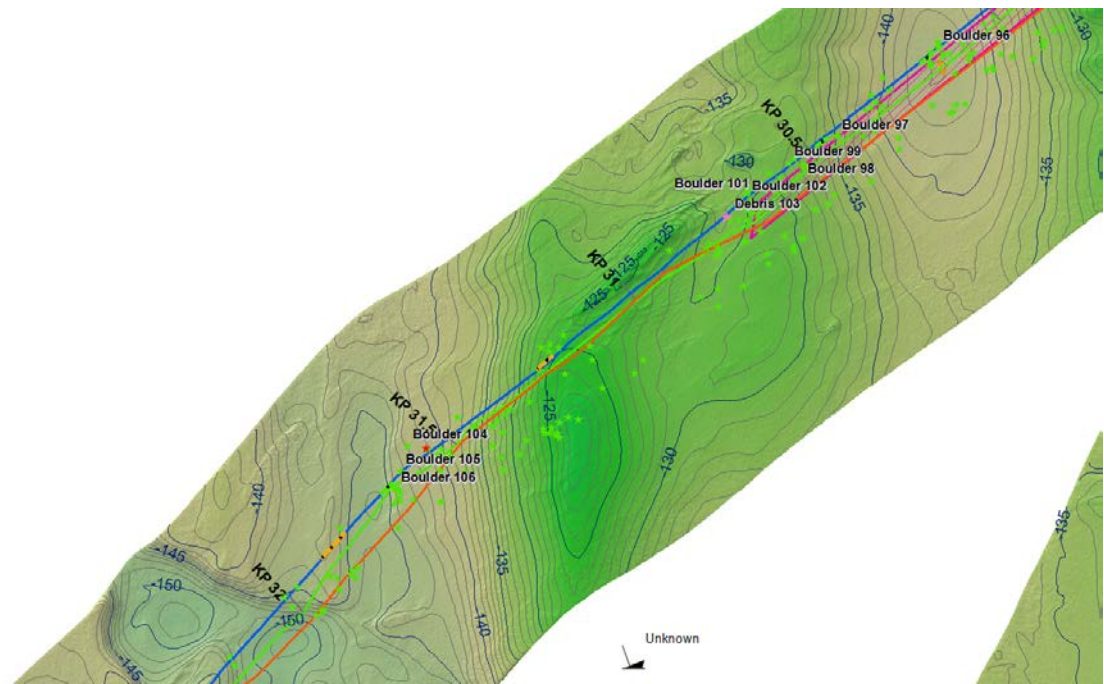 -140
Boulder 96
-130
-135
KP 30.5
Boulder 97
Boulder 99
-130
Boulder 98
-135
Boulder 101
Boulder 102
-135
Debris 103
-125
KP 31
-125
-125
-125
-130
KP 31.5
Boulder 104
Boulder 105
Boulder 106
-140
-135
-135
-145
KP 32
-150
-150
-140
-145
Unknown